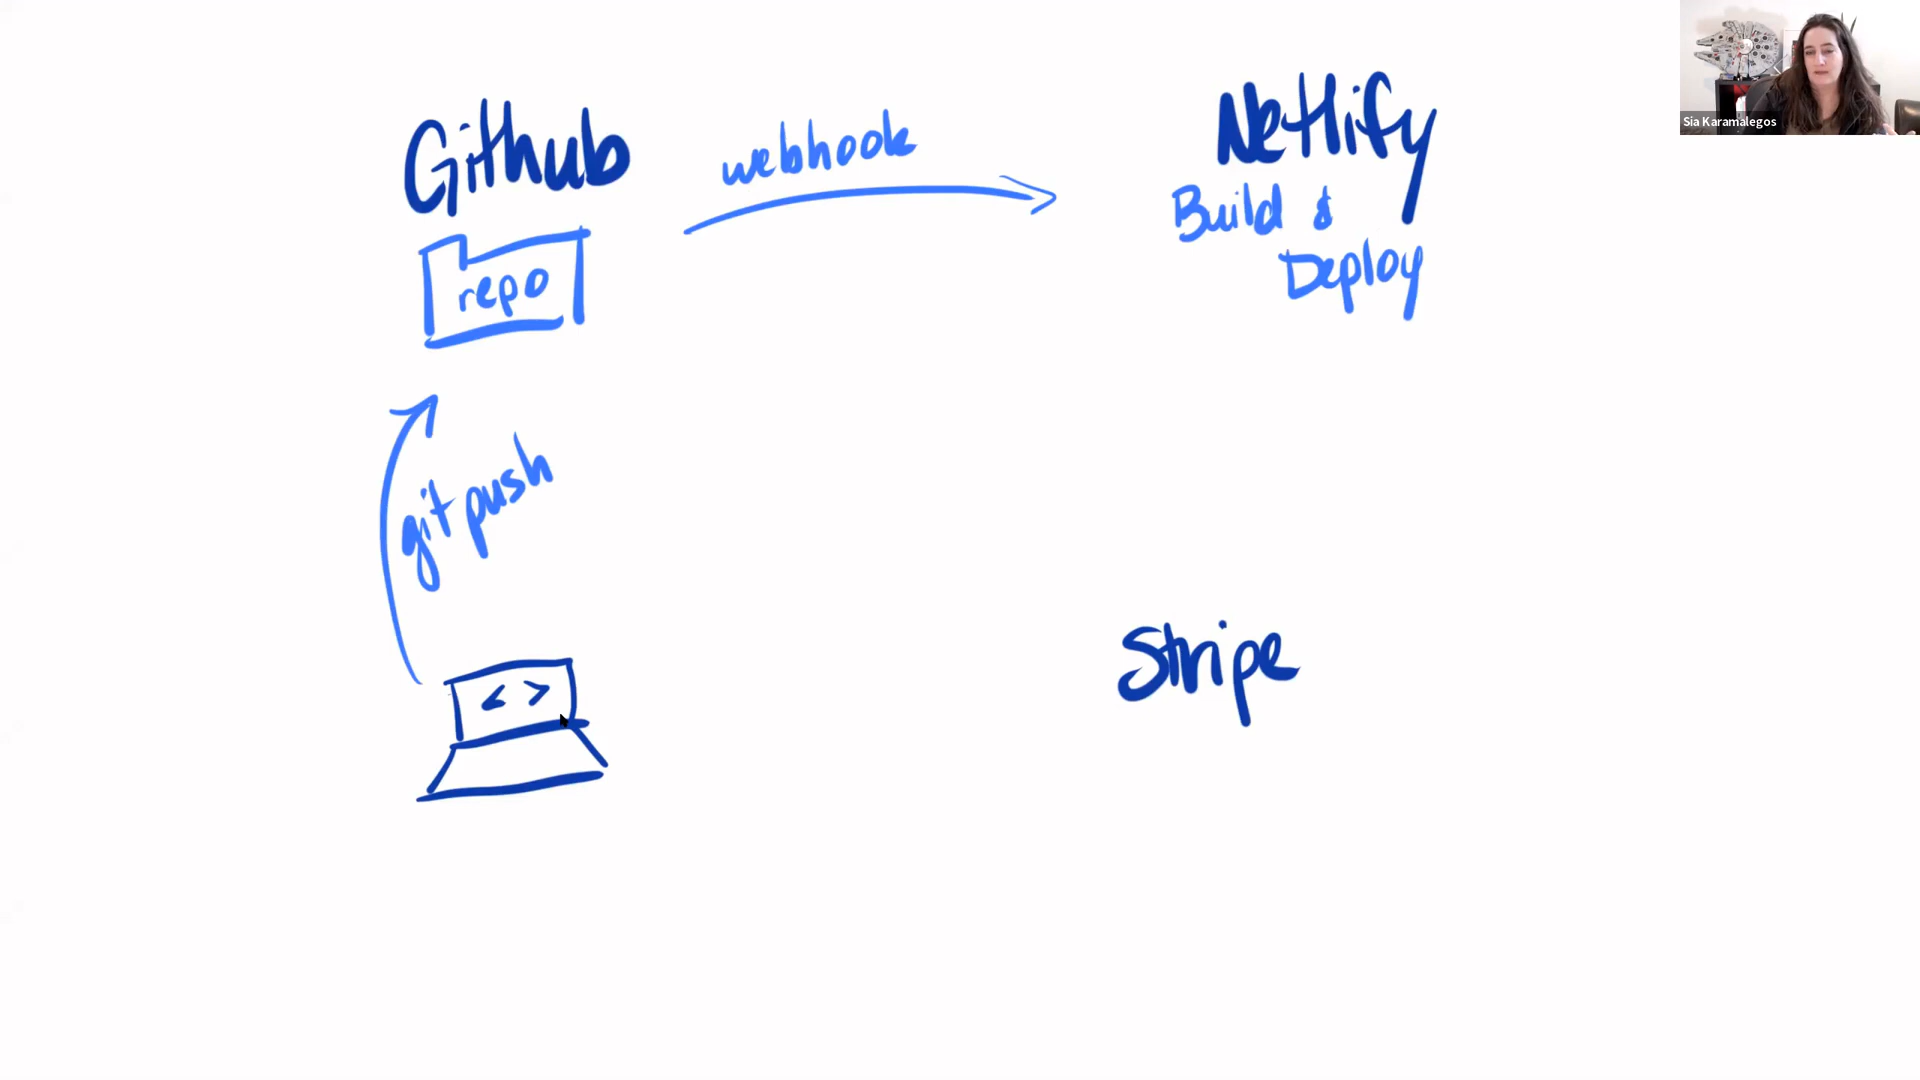 Github
webhook
Netlify
Build &
Deploy
repo
git push
< >
Stripe
Sia Karamalegos